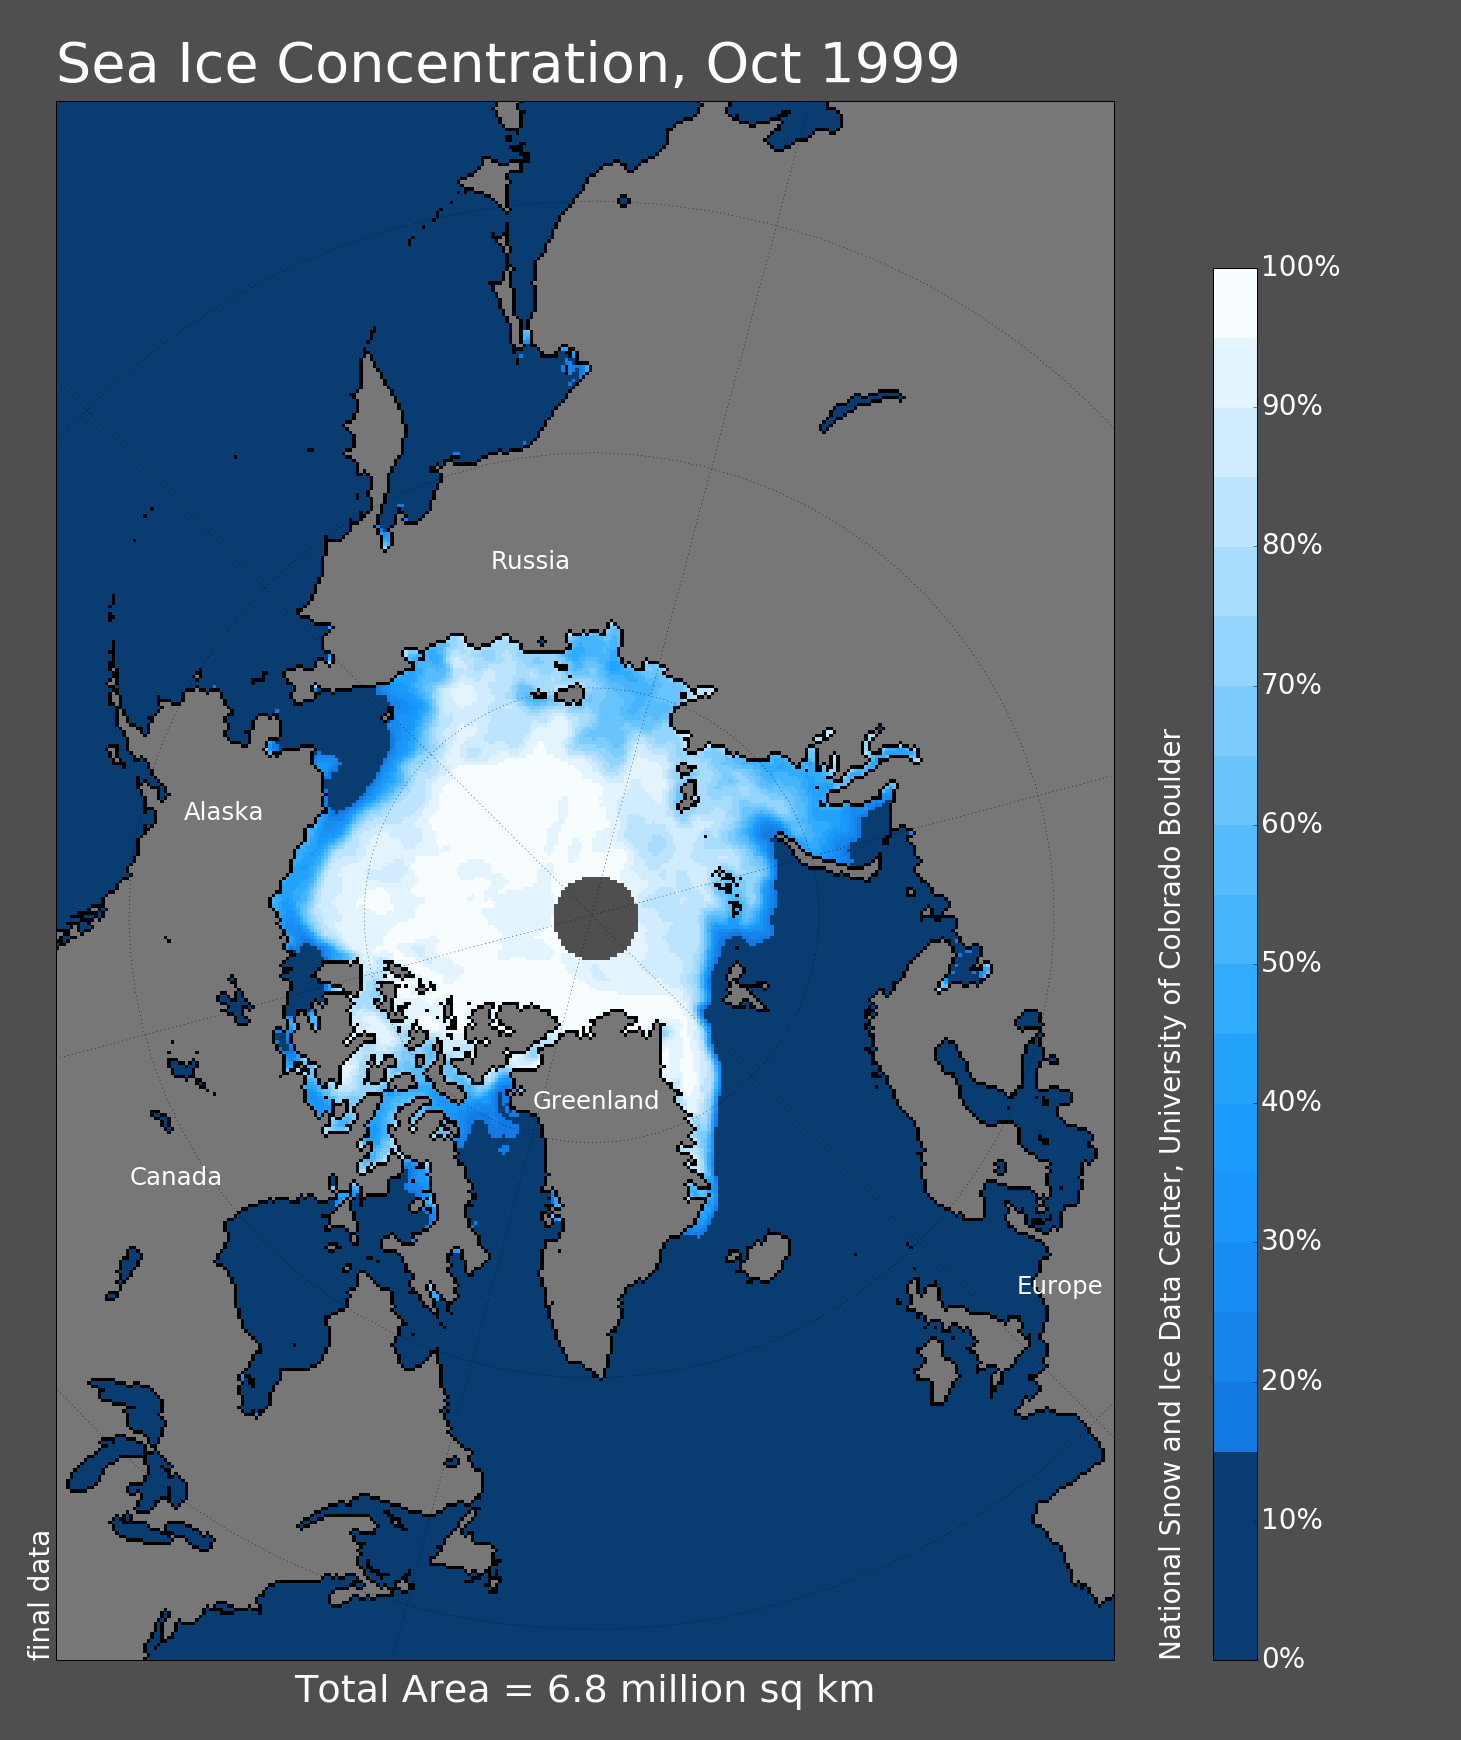 Sea Ice Concentration, Oct 1999
Russia
Alaska
Greenland
Canada
Europe
100%
90%
80%
70%
60%
50%
40%
30%
20%
10%
0%
National Snow and Ice Data Center, University of Colorado Boulder
final data
Total Area = 6.8 million sq km